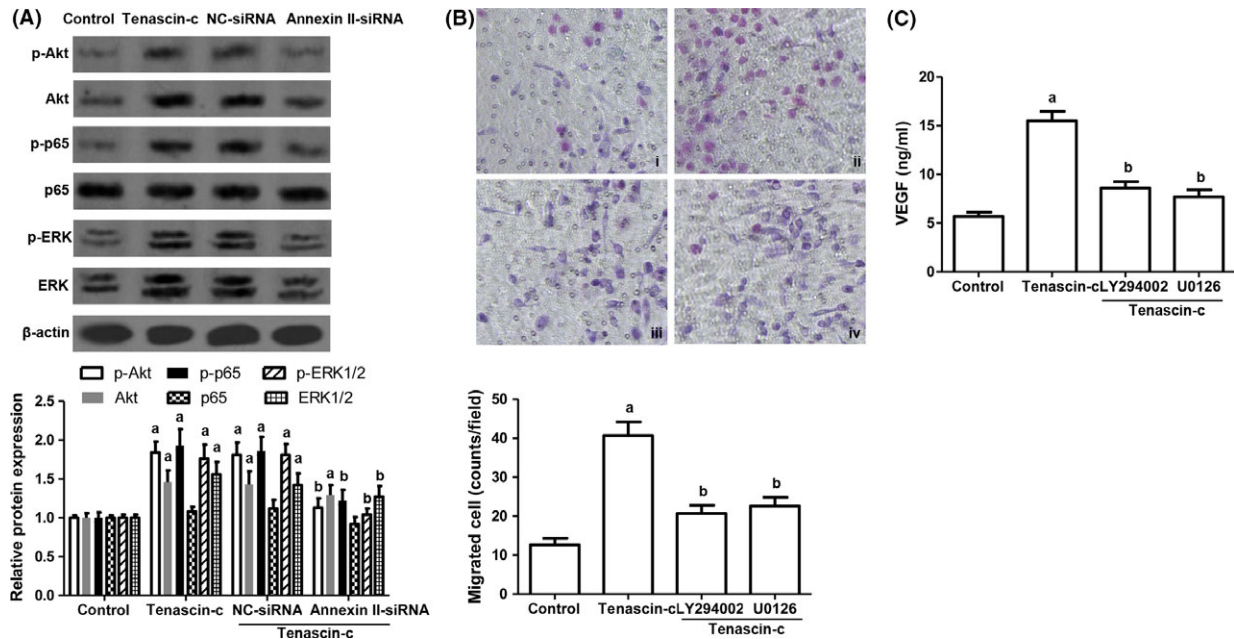 (A)
Control Tenascin-c NC-siRNA Annexin II-siRNA
p-Akt
Akt
p-p65
p65
p-ERK
ERK
β-actin
p-Akt p-p65 p-ERK1/2
Akt p65 ERK1/2
Relative protein expression
2.5
2.0
1.5
1.0
0.5
0.0
a a a a a
a a a a
b a b b b
Control Tenascin-c NC-siRNA Annexin II-siRNA
Tenascin-c
(B)
i ii
iii iv
Migrated cell (counts/field)
50
40
30
20
10
0
a
b b
Control Tenascin-cLY294002 U0126
Tenascin-c
(C)
VEGF (ng/ml)
20
15
10
5
0
a
b b
Control Tenascin-cLY294002 U0126
Tenascin-c